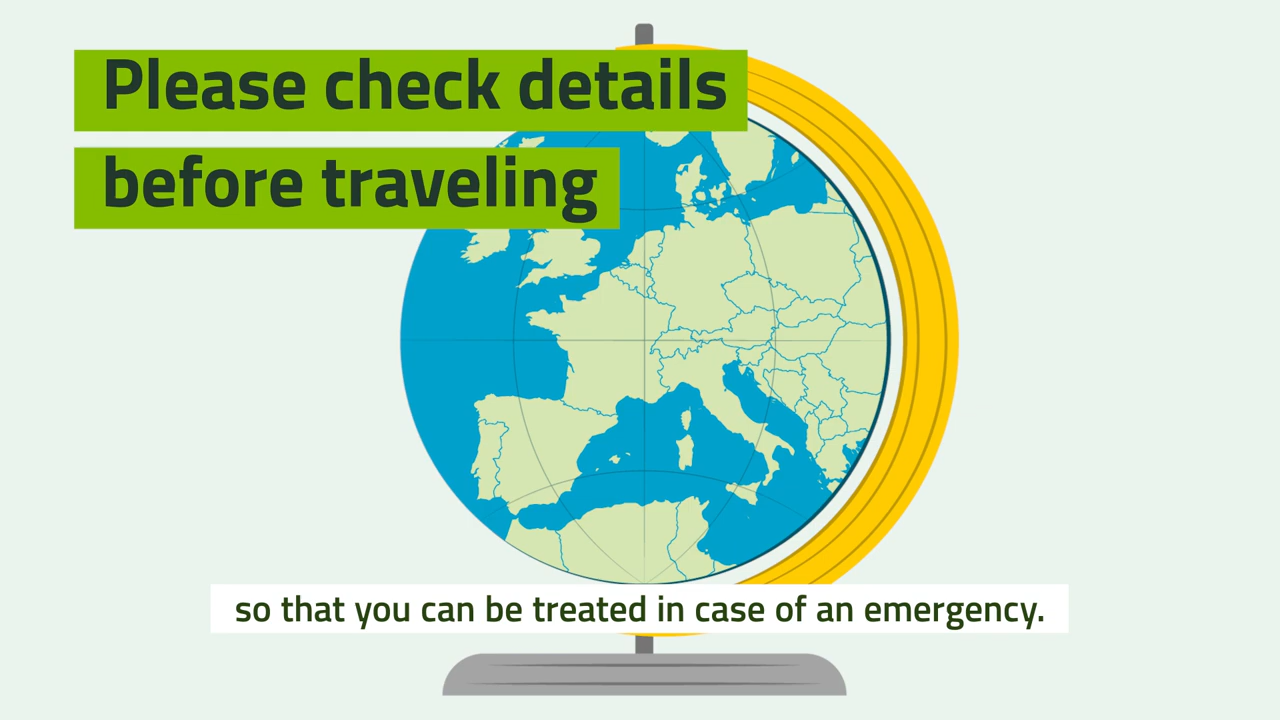 Please check details
before traveling
so that you can be treated in case of an emergency.